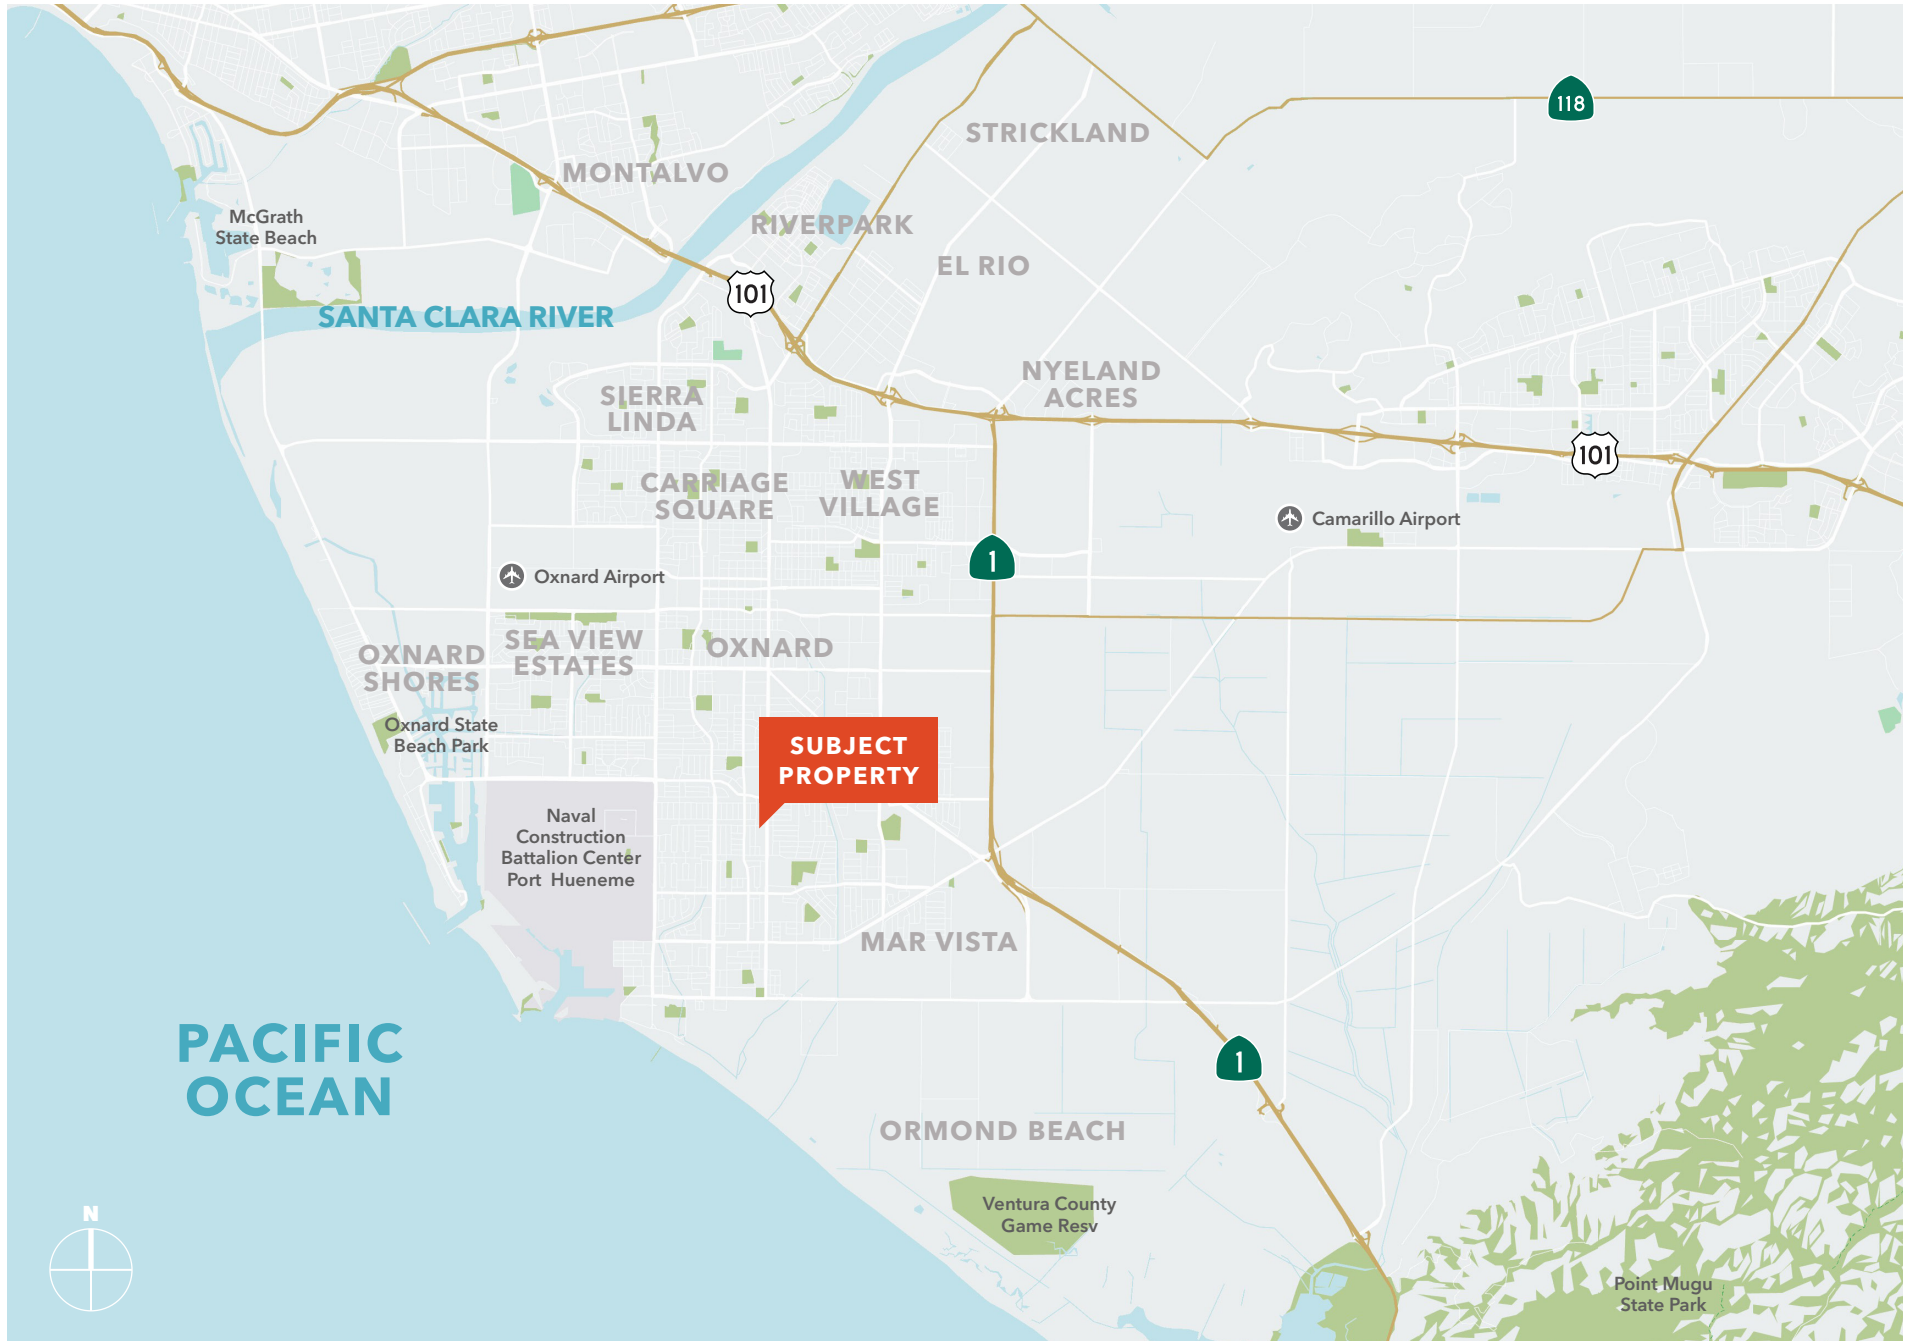 118
STRICKLAND
MONTALVO
McGrath
State Beach
RIVERPARK
EL RIO
101
SANTA CLARA RIVER
NYELAND
ACRES
SIERRA
LINDA
101
CARRIAGE
SQUARE
WEST
VILLAGE
Camarillo Airport
1
Oxnard Airport
OXNARD
SHORES
SEA VIEW
ESTATES
OXNARD
Oxnard State
Beach Park
SUBJECT
PROPERTY
Naval
Construction
Battalion Center
Port Hueneme
MAR VISTA
PACIFIC
OCEAN
1
ORMOND BEACH
Ventura County
Game Resv
N
Point Mugu
State Park